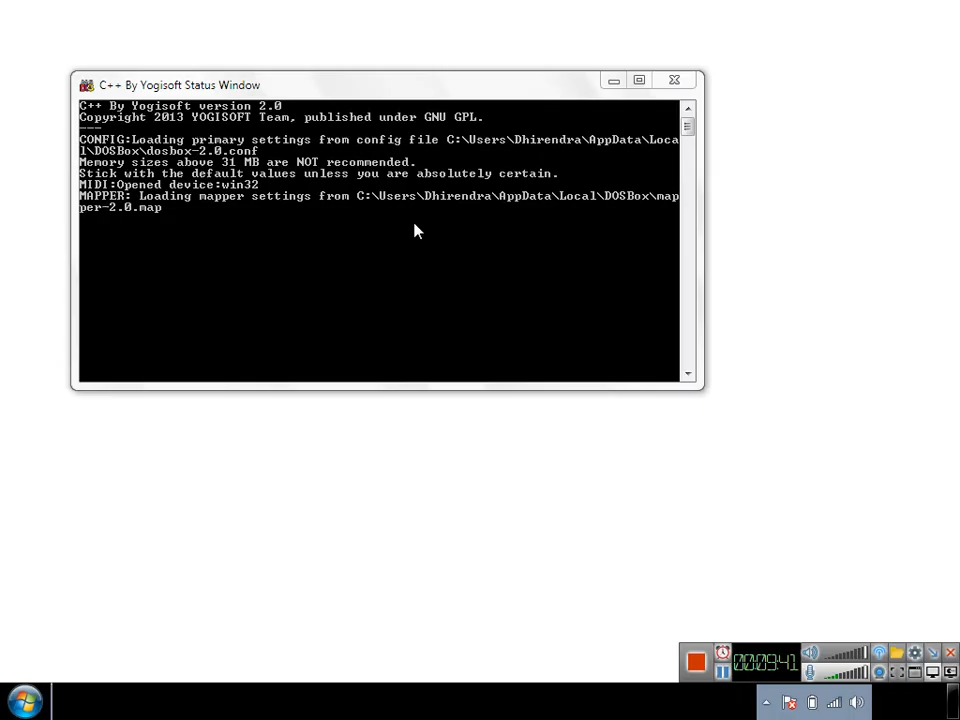 C++ By Yogisoft Status Window
C++ By Yogisoft version 2.0
Copyright 2013 YOGISOFT Team, published under GNU GPL.
---
CONFIG:Loading primary settings from config file C:\Users\Dhirendra\AppData\Loca
l\DOSBox\dosbox-2.0.conf
Memory sizes above 31 MB are NOT recommended.
Stick with the default values unless you are absolutely certain.
MIDI:Opened device:win32
MAPPER: Loading mapper settings from C:\Users\Dhirendra\AppData\Local\DOSBox\map
per-2.0.map
00:09:41